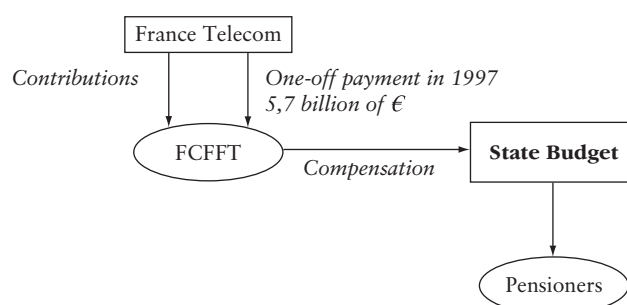 France Telecom
Contributions
One-off payment in 1997
5,7 billion of €
FCFFT
Compensation
State Budget
Pensioners